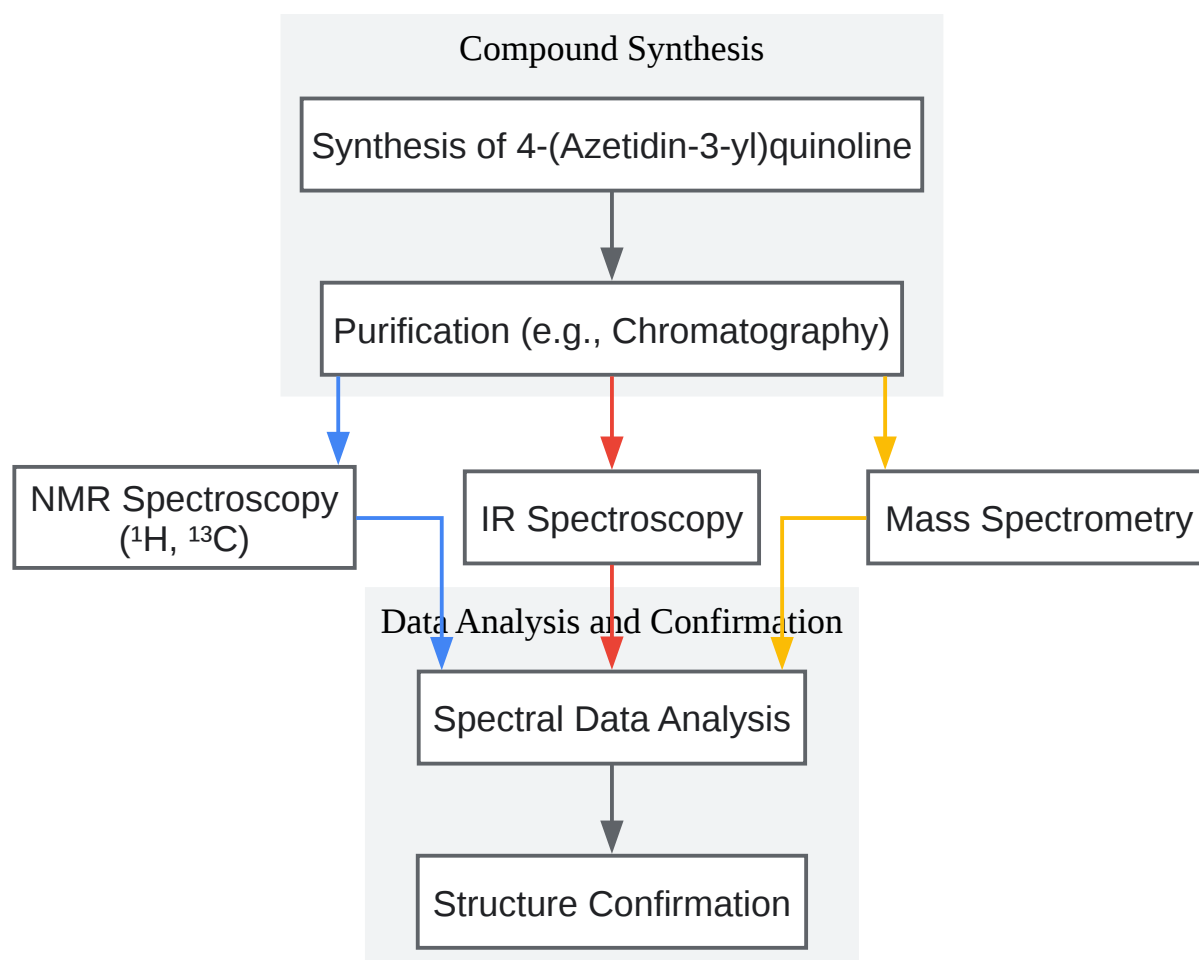 Compound Synthesis
Synthesis of 4-(Azetidin-3-yl)quinoline
Purification (e.g., Chromatography)
NMR Spectroscopy
(¹H, ¹³C)
IR Spectroscopy
Mass Spectrometry
Data Analysis and Confirmation
Spectral Data Analysis
Structure Confirmation